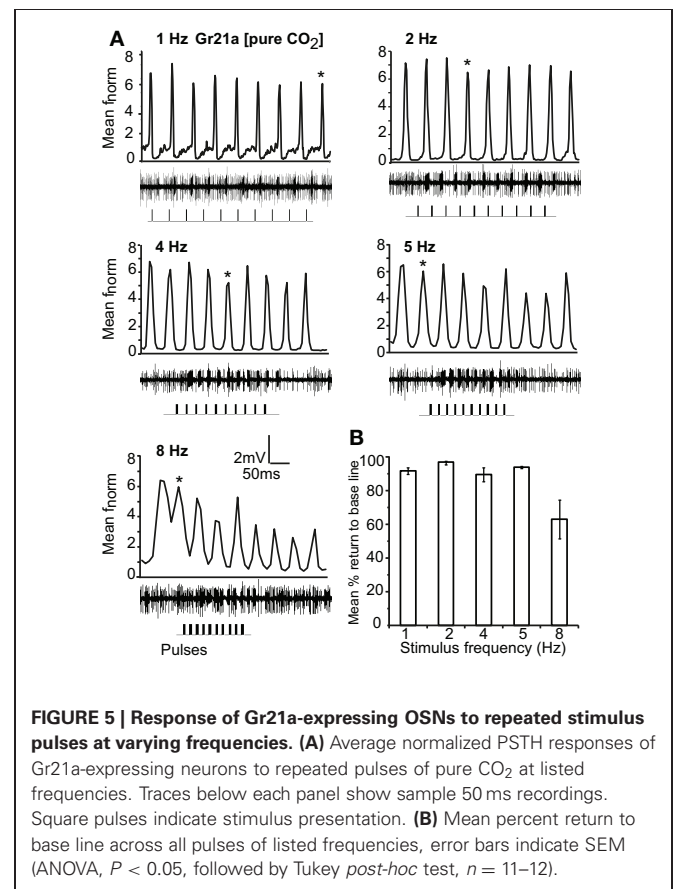 A
1 Hz Gr21a [pure CO2]
2 Hz
Mean fnorm
8
6
4
2
0
*
8
6
4
2
0
*
4 Hz
5 Hz
Mean fnorm
8
6
4
2
0
*
8
6
4
2
0
*
8 Hz
2mV
50ms
Mean fnorm
8
6
4
2
0
*
Pulses
B
Mean % return to base line
100
80
60
40
20
0
1 2 4 5 8
Stimulus frequency (Hz)
FIGURE 5 | Response of Gr21a-expressing OSNs to repeated stimulus
pulses at varying frequencies. (A) Average normalized PSTH responses of
Gr21a-expressing neurons to repeated pulses of pure CO2 at listed
frequencies. Traces below each panel show sample 50 ms recordings.
Square pulses indicate stimulus presentation. (B) Mean percent return to
base line across all pulses of listed frequencies, error bars indicate SEM
(ANOVA, P < 0.05, followed by Tukey post-hoc test, n = 11–12).